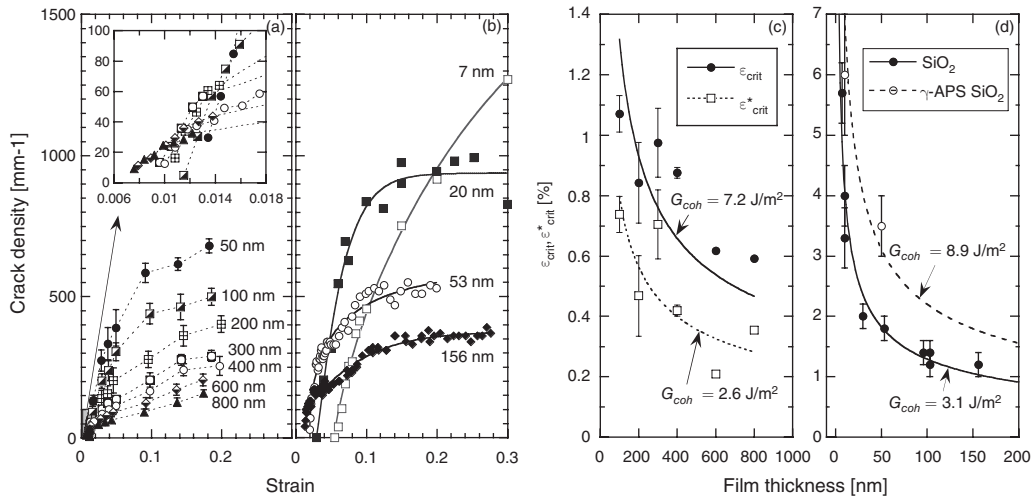 Crack density [mm-1]
1500
1000
500
0
0 0.1 0.2
(a)
100
80
60
40
20
0
0.006 0.01 0.014 0.018
50 nm
100 nm
200 nm
300 nm
400 nm
600 nm
800 nm
(b)
7 nm
20 nm
53 nm
156 nm
0 0.1 0.2 0.3
Strain
εcrit, ε*crit [%]
1.4
1.2
1
0.8
0.6
0.4
0.2
0
(c)
εcrit
ε*crit
Gcoh = 7.2 J/m²
Gcoh = 2.6 J/m²
0 200 400 600 800 1000
7
6
5
4
3
2
1
0
(d)
SiO₂
γ-APS SiO₂
Gcoh = 8.9 J/m²
Gcoh = 3.1 J/m²
0 50 100 150 200
Film thickness [nm]